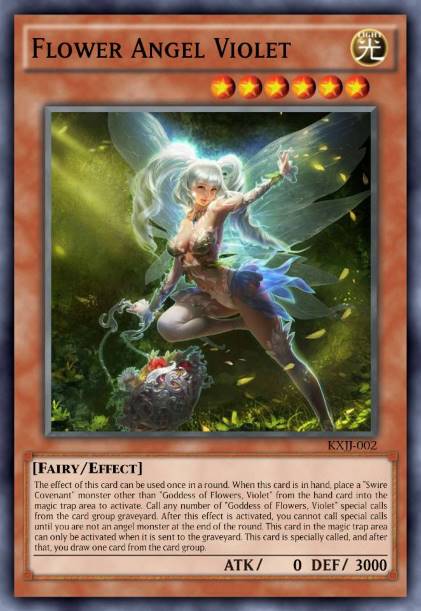 Flower Angel Violet
LIGHT
光
KXJJ-002
[Fairy/Effect]
The effect of this card can be used once in a round. When this card is in hand, place a "Swire
Covenant" monster other than "Goddess of Flowers, Violet" from the hand card into the
magic trap area to activate. Call any number of "Goddess of Flowers, Violet" special calls
from the card group graveyard. After this effect is activated, you cannot call special calls
until you are not an angel monster at the end of the round. This card in the magic trap area
can only be activated when it is sent to the graveyard. This card is specially called, and after
that, you draw one card from the card group.
ATK/ 0 DEF/ 3000